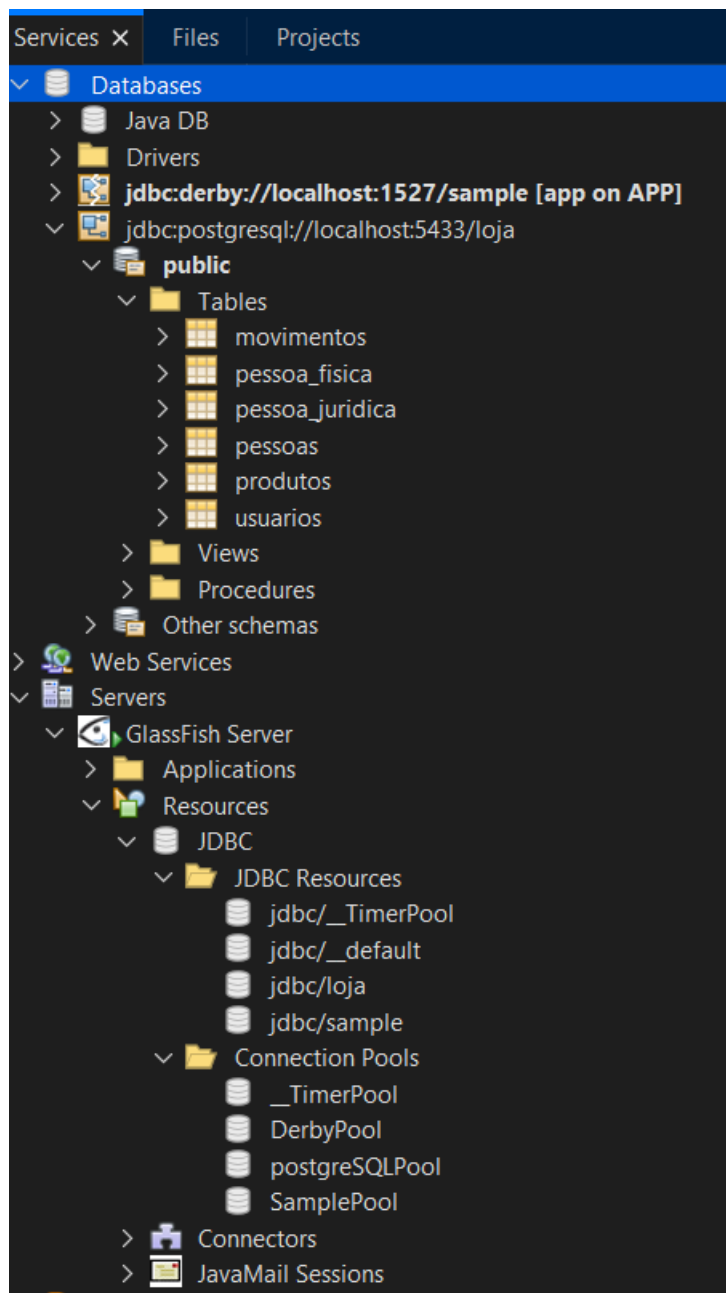 Services × Files Projects
Databases
Java DB
Drivers
jdbc:derby://localhost:1527/sample [app on APP]
jdbc:postgresql://localhost:5433/loja
public
Tables
movimentos
pessoa_fisica
pessoa_juridica
pessoas
produtos
usuarios
Views
Procedures
Other schemas
Web Services
Servers
GlassFish Server
Applications
Resources
JDBC
JDBC Resources
jdbc/__TimerPool
jdbc/__default
jdbc/loja
jdbc/sample
Connection Pools
__TimerPool
DerbyPool
postgreSQLPool
SamplePool
Connectors
JavaMail Sessions